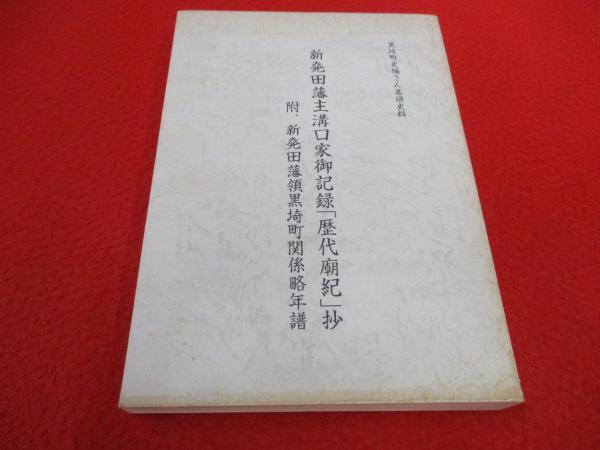 黒埼町史編さん基礎史料
新発田藩主溝口家御記録「歴代廟紀」抄
附、新発田藩領黒埼町関係略年譜